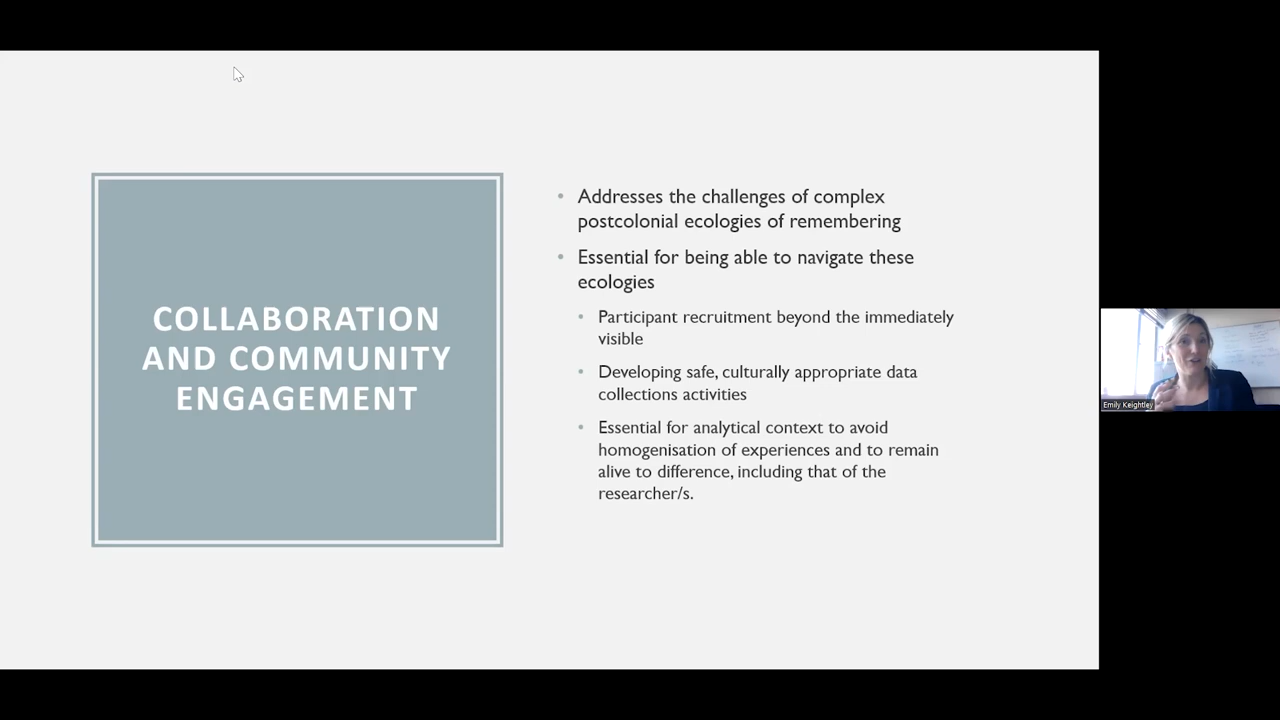 COLLABORATION
AND COMMUNITY
ENGAGEMENT
Addresses the challenges of complex
postcolonial ecologies of remembering
Essential for being able to navigate these
ecologies
Participant recruitment beyond the immediately
visible
Developing safe, culturally appropriate data
collections activities
Essential for analytical context to avoid
homogenisation of experiences and to remain
alive to difference, including that of the
researcher/s.
Emily Keightley